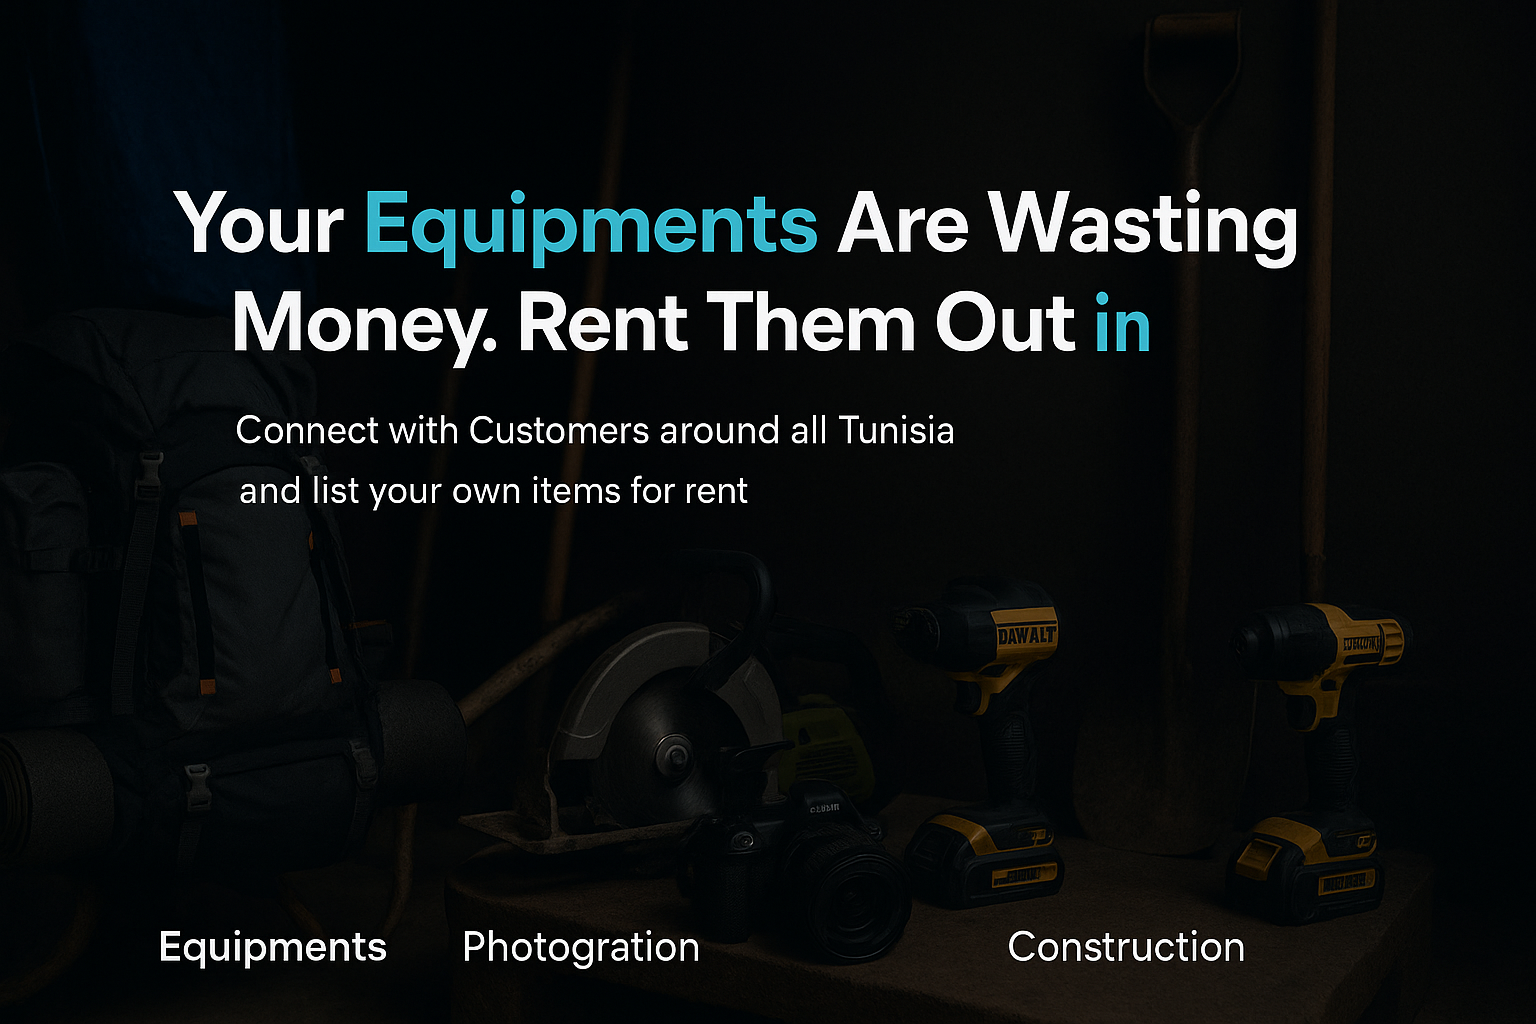 Your Equipments Are Wasting
Money. Rent Them Out in
Connect with Customers around all Tunisia
and list your own items for rent
DAWALT
Equipments Photogration Construction